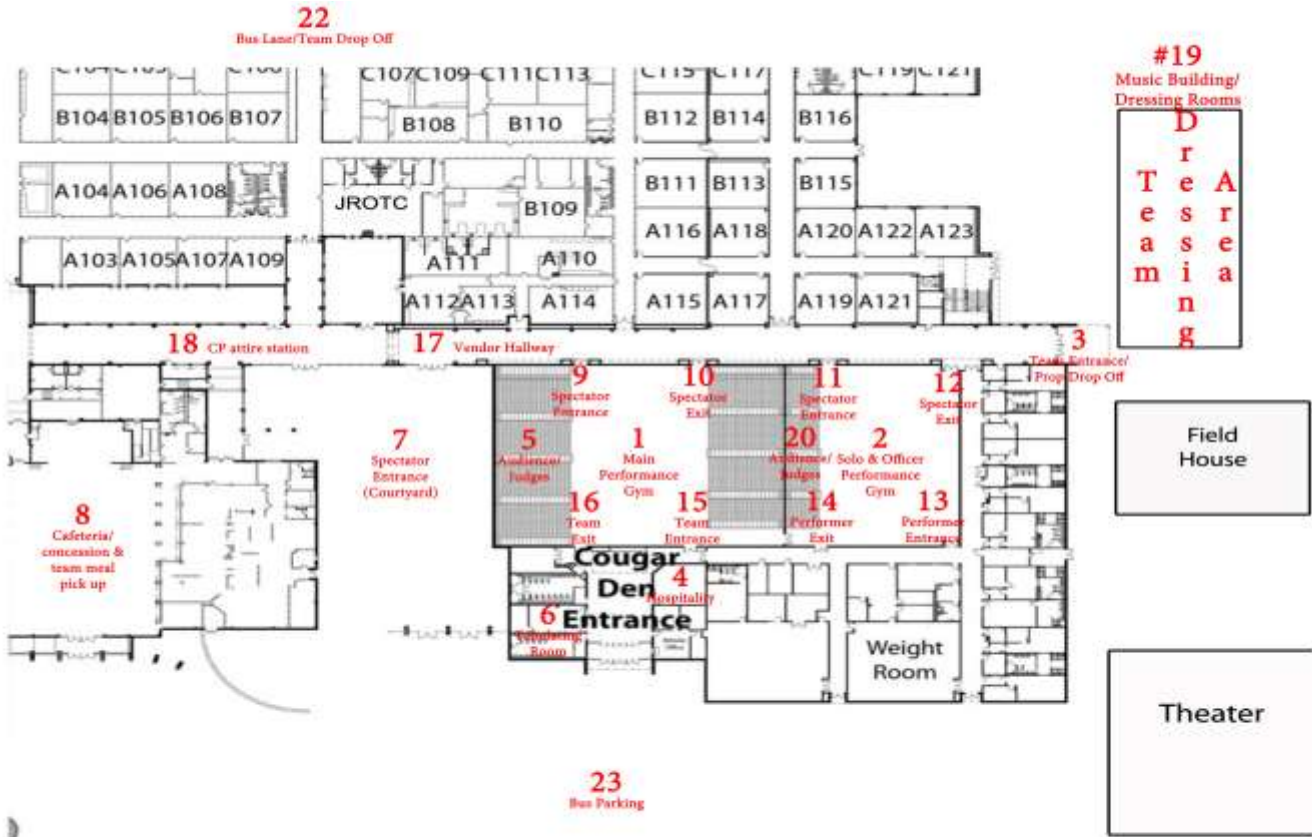 22
Bus Lane/Team Drop Off
#19
Music Building/
Dressing Rooms
Team
Dressing
Area
C107 C109 C111 C113
C115 C117
C119 C121
B104 B105 B106 B107
B108
B110
B112 B114
B116
A104 A106 A108
JROTC
B109
B111 B113
B115
A116 A118
A120 A122 A123
A103 A105 A107 A109
A111
A110
A112 A113
A114
A115 A117
A119 A121
18 CP attire station
17 Vendor Hallway
3
Team Entrance/
Prop Drop Off
9
Spectator
Entrance
10
Spectator
Exit
11
Spectator
Entrance
12
Spectator
Exit
7
Spectator
Entrance
(Courtyard)
5
Audience/
Judges
1
Main
Performance
Gym
20
Audience/
Judges
2
Solo & Officer
Performance
Gym
Field
House
8
Cafeteria/
concession &
team meal
pick up
16
Team
Exit
15
Team
Entrance
14
Performer
Exit
13
Performer
Entrance
Cougar
Den
Entrance
4
Hospitality
6
Tabulating
Room
Weight
Room
Theater
23
Bus Parking